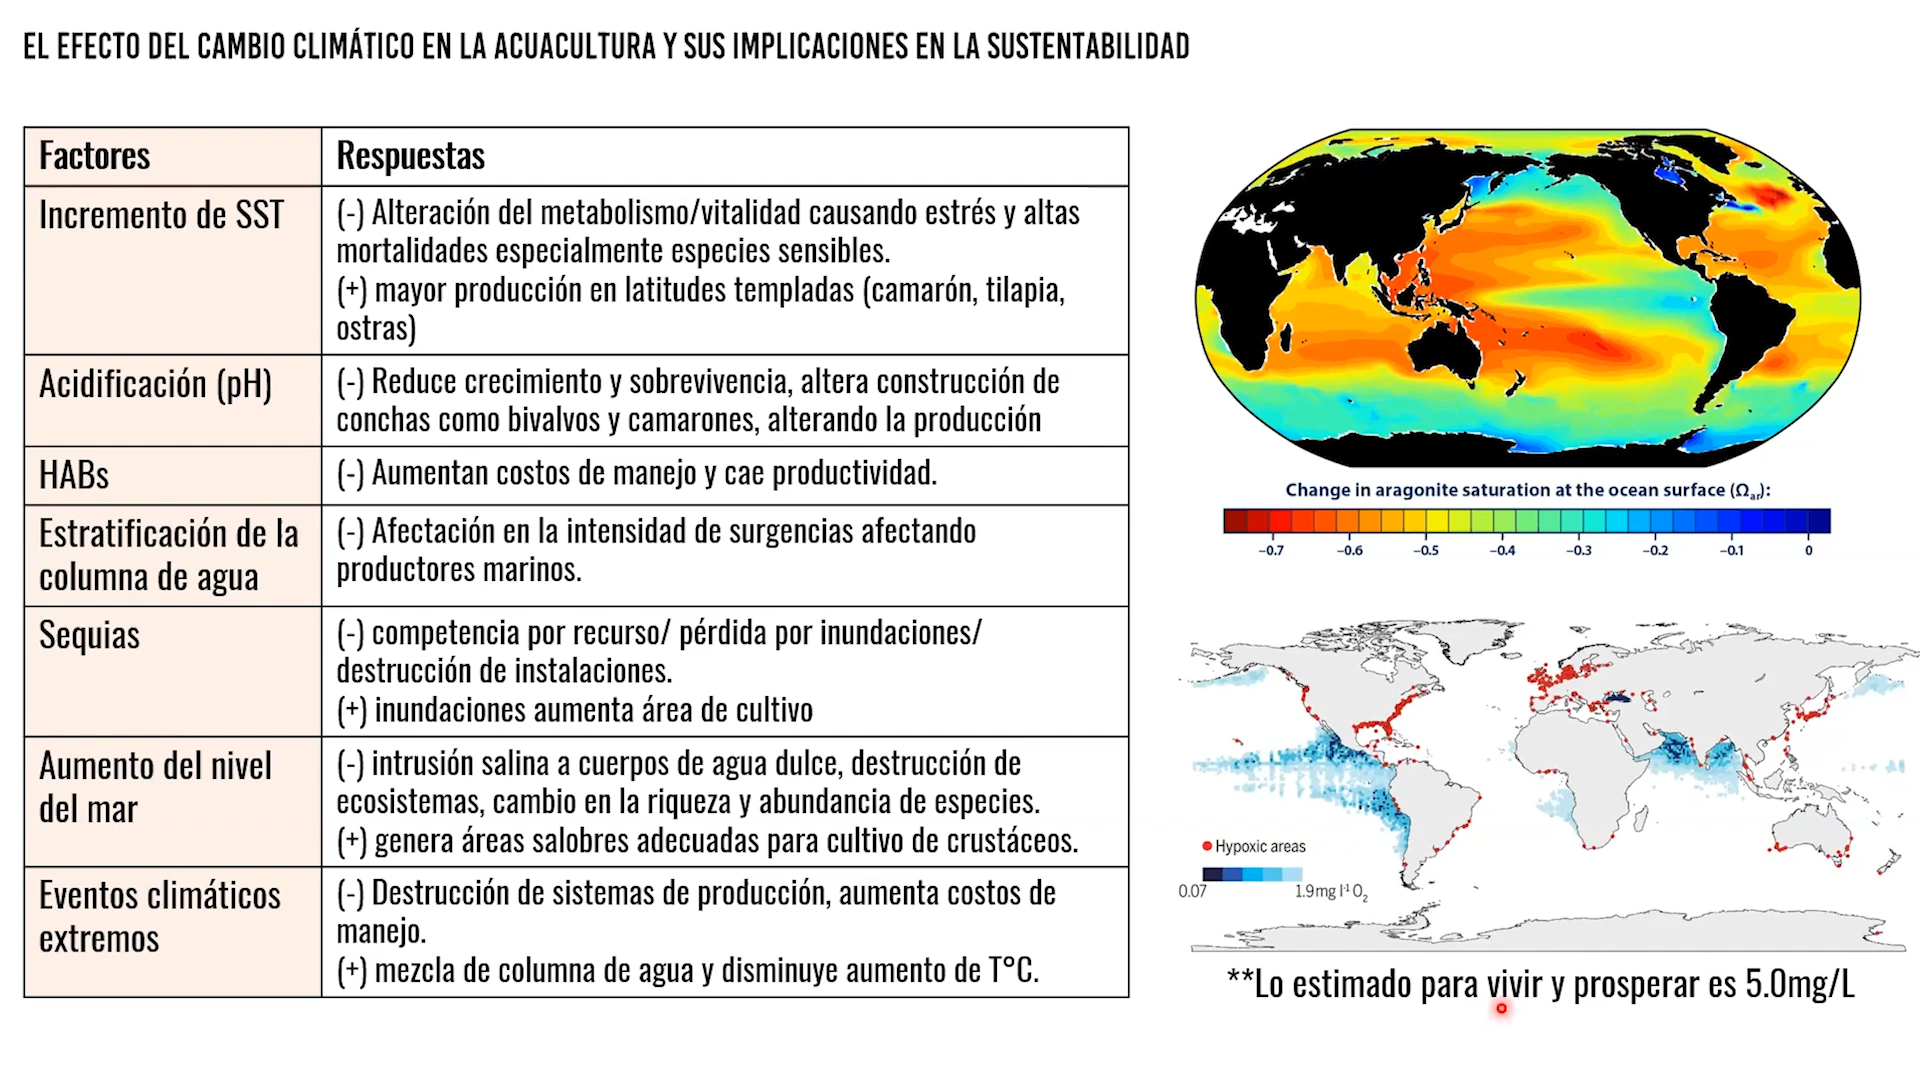 EL EFECTO DEL CAMBIO CLIMÁTICO EN LA ACUACULTURA Y SUS IMPLICACIONES EN LA SUSTENTABILIDAD
Factores
Respuestas
Incremento de SST
(-) Alteración del metabolismo/vitalidad causando estrés y altas
mortalidades especialmente especies sensibles.
(+) mayor producción en latitudes templadas (camarón, tilapia,
ostras)
Acidificación (pH)
(-) Reduce crecimiento y sobrevivencia, altera construcción de
conchas como bivalvos y camarones, alterando la producción
HABs
(-) Aumentan costos de manejo y cae productividad.
Estratificación de la
columna de agua
(-) Afectación en la intensidad de surgencias afectando
productores marinos.
Sequias
(-) competencia por recurso/ pérdida por inundaciones/
destrucción de instalaciones.
(+) inundaciones aumenta área de cultivo
Aumento del nivel
del mar
(-) intrusión salina a cuerpos de agua dulce, destrucción de
ecosistemas, cambio en la riqueza y abundancia de especies.
(+) genera áreas salobres adecuadas para cultivo de crustáceos.
Eventos climáticos
extremos
(-) Destrucción de sistemas de producción, aumenta costos de
manejo.
(+) mezcla de columna de agua y disminuye aumento de T°C.
Change in aragonite saturation at the ocean surface (Ωar):
–0.7 –0.6 –0.5 –0.4 –0.3 –0.2 –0.1 0
Hypoxic areas
0.07 1.9 mg l⁻¹ O₂
**Lo estimado para vivir y prosperar es 5.0mg/L